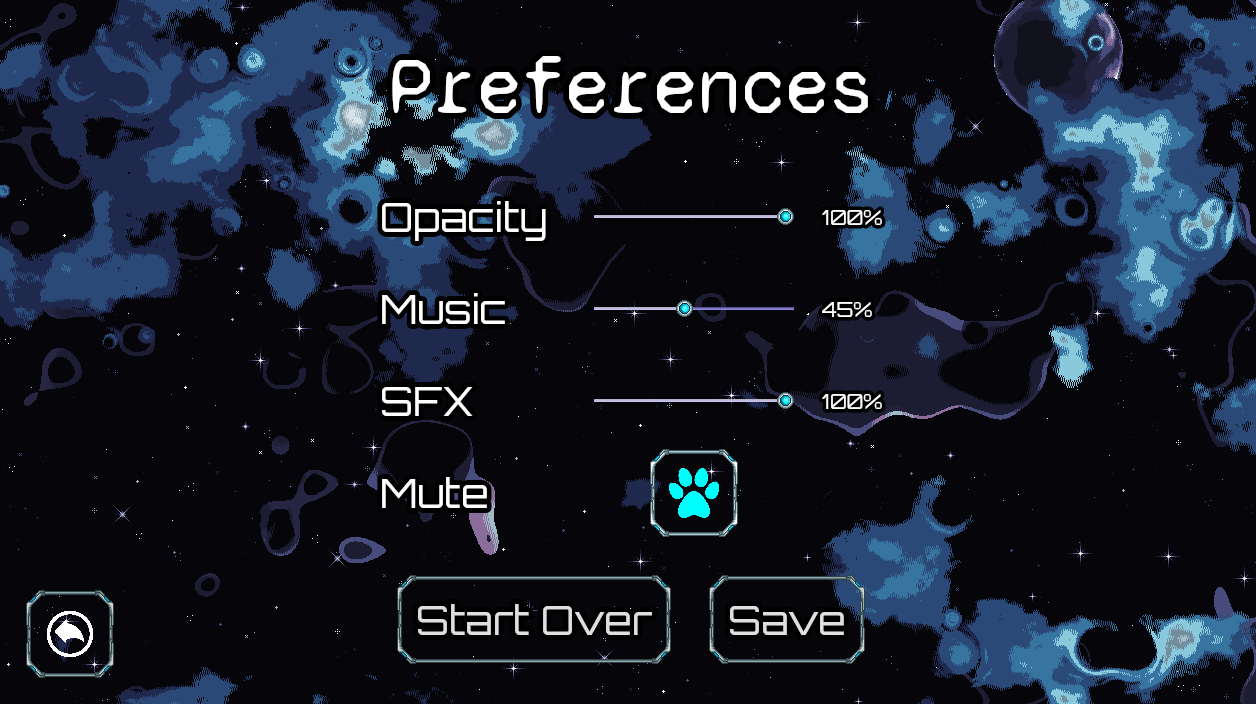 Preferences
Opacity 100%
Music 45%
SFX 100%
Mute
Start Over Save